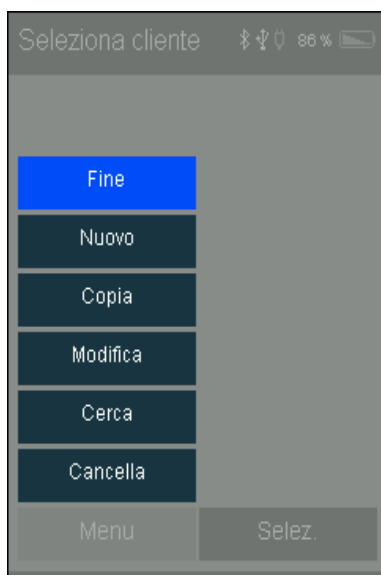 Seleziona cliente 86 %
Fine
Nuovo
Copia
Modifica
Cerca
Cancella
Menu Selez.